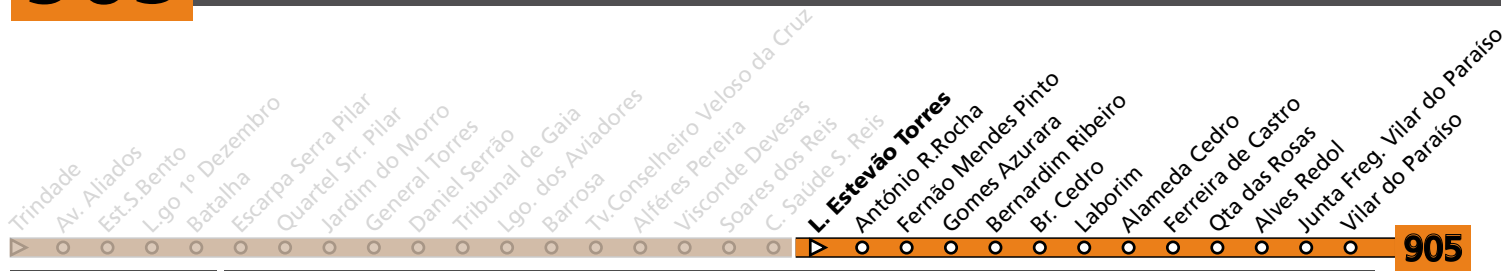 905
Trindade
Av. Aliados
Est.S.Bento
L.go 1º Dezembro
Batalha
Escarpa Serra Pilar
Quartel Srr. Pilar
Jardim do Morro
General Torres
Daniel Serrão
Tribunal de Gaia
Lgo. dos Aviadores
Barrosa
Tv.Conselheiro Veloso da Cruz
Alféres Pereira
Visconde Devesas
Soares dos Reis
C. Saúde S. Reis
L. Estevão Torres
António R.Rocha
Fernão Mendes Pinto
Gomes Azurara
Bernardim Ribeiro
Br. Cedro
Laborim
Alameda Cedro
Ferreira de Castro
Qta das Rosas
Alves Redol
Junta Freg. Vilar do Paraíso
Vilar do Paraíso
905